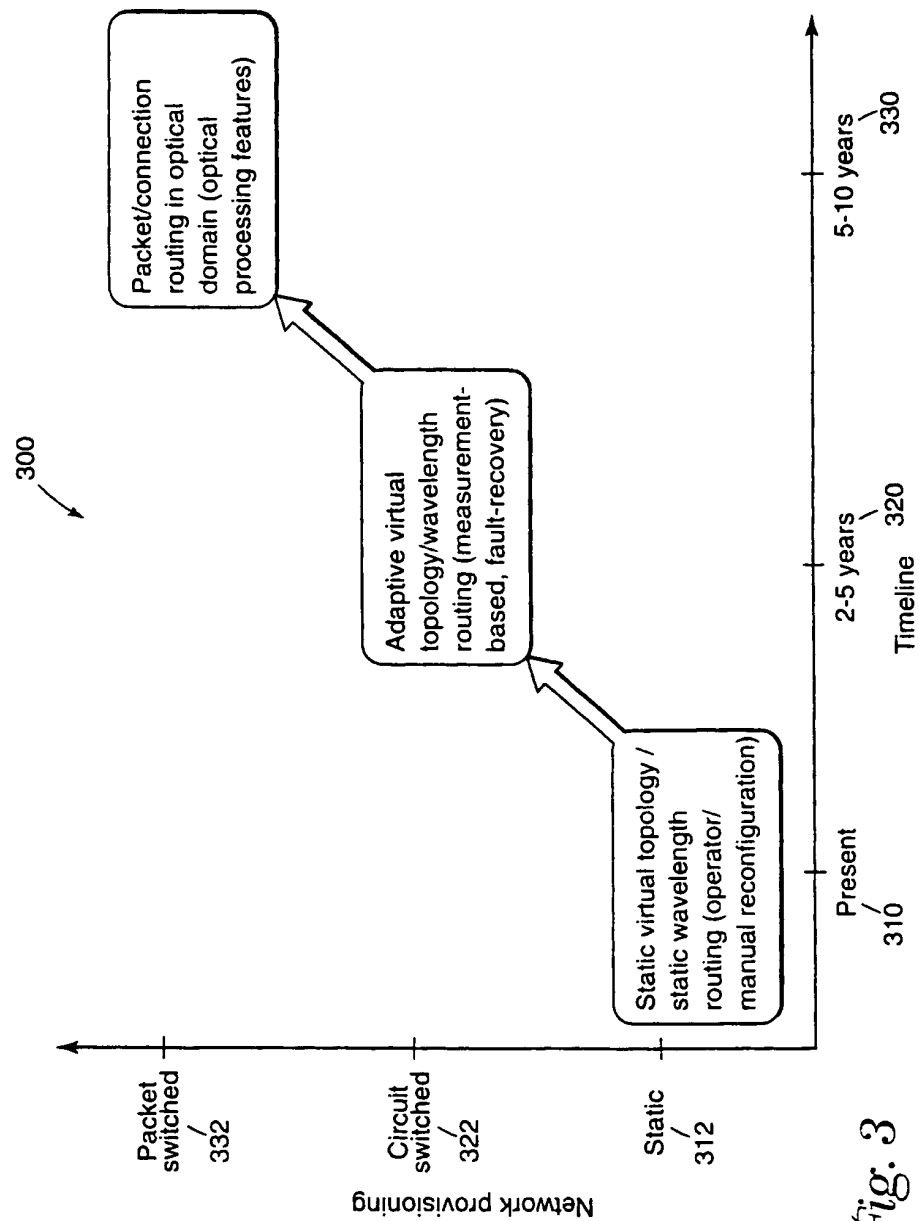 300
Network provisioning
Packet
switched
332
Circuit
switched
322
Static
312
Packet/connection
routing in optical
domain (optical
processing features)
Adaptive virtual
topology/wavelength
routing (measurement-
based, fault-recovery)
Static virtual topology /
static wavelength
routing (operator/
manual reconfiguration)
Present
310
2-5 years
320
5-10 years
330
Timeline
Fig. 3